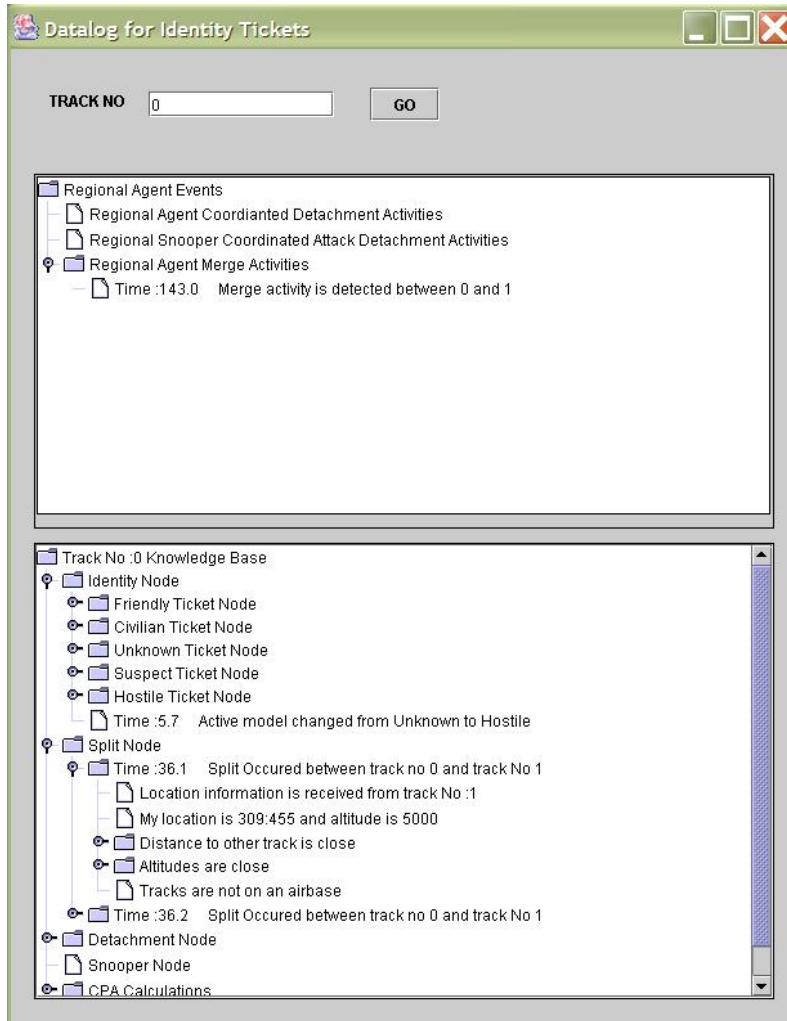 Datalog for Identity Tickets
TRACK NO 0 GO
Regional Agent Events
Regional Agent Coordianted Detachment Activities
Regional Snooper Coordinated Attack Detachment Activities
Regional Agent Merge Activities
Time :143.0 Merge activity is detected between 0 and 1
Track No :0 Knowledge Base
Identity Node
Friendly Ticket Node
Civilian Ticket Node
Unknown Ticket Node
Suspect Ticket Node
Hostile Ticket Node
Time :5.7 Active model changed from Unknown to Hostile
Split Node
Time :36.1 Split Occured between track no 0 and track No 1
Location information is received from track No :1
My location is 309:455 and altitude is 5000
Distance to other track is close
Altitudes are close
Tracks are not on an airbase
Time :36.2 Split Occured between track no 0 and track No 1
Detachment Node
Snooper Node
CPA Calculations